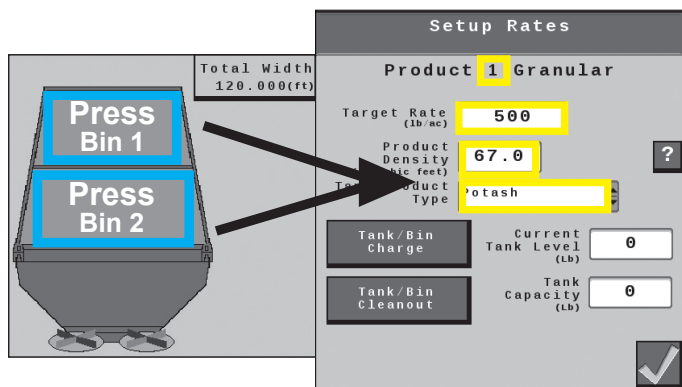 Total Width
120.000(ft)
Press
Bin 1
Press
Bin 2
Setup Rates
Product 1 Granular
Target Rate
(lb/ac)
500
Product
Density
feet)
67.0
?
Type
Potash
Tank/Bin
Charge
Current
Tank Level
(Lb)
0
Tank/Bin
Cleanout
Tank
Capacity
(Lb)
0